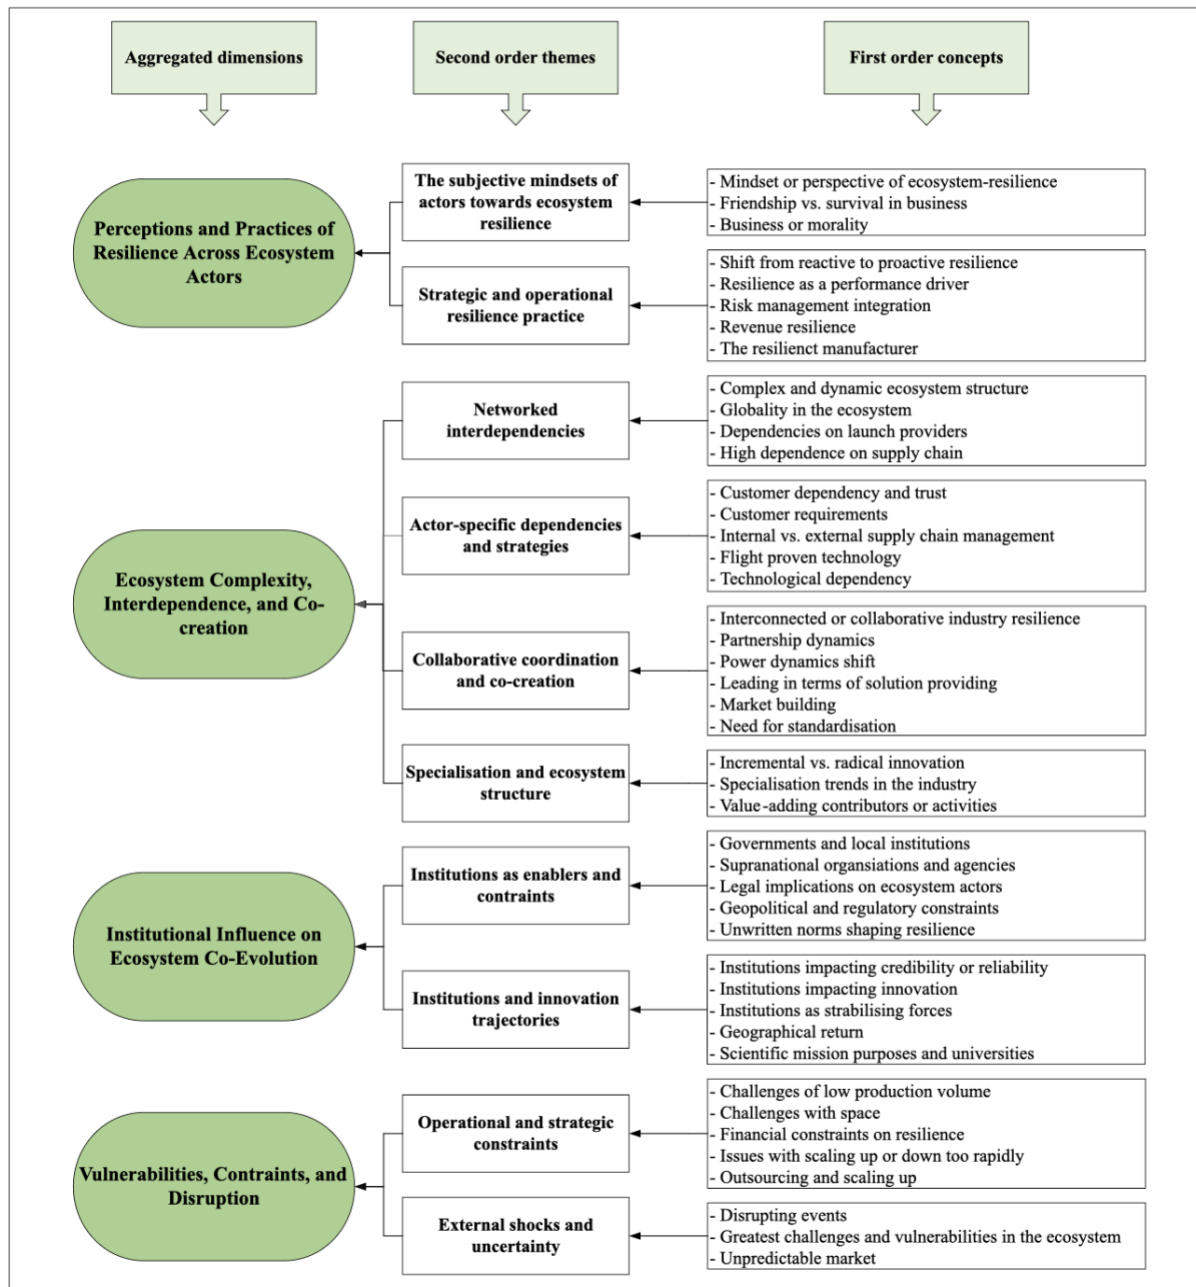 Aggregated dimensions
Second order themes
First order concepts
Perceptions and Practices of
Resilience Across Ecosystem
Actors
The subjective mindsets of
actors towards ecosystem
resilience
- Mindset or perspective of ecosystem-resilience
- Friendship vs. survival in business
- Business or morality
Strategic and operational
resilience practice
- Shift from reactive to proactive resilience
- Resilience as a performance driver
- Risk management integration
- Revenue resilience
- The resilienct manufacturer
Ecosystem Complexity,
Interdependence, and Co-
creation
Networked
interdependencies
- Complex and dynamic ecosystem structure
- Globality in the ecosystem
- Dependencies on launch providers
- High dependence on supply chain
Actor-specific dependencies
and strategies
- Customer dependency and trust
- Customer requirements
- Internal vs. external supply chain management
- Flight proven technology
- Technological dependency
Collaborative coordination
and co-creation
- Interconnected or collaborative industry resilience
- Partnership dynamics
- Power dynamics shift
- Leading in terms of solution providing
- Market building
- Need for standardisation
Specialisation and ecosystem
structure
- Incremental vs. radical innovation
- Specialisation trends in the industry
- Value-adding contributors or activities
Institutional Influence on
Ecosystem Co-Evolution
Institutions as enablers and
contraints
- Governments and local institutions
- Supranational organsiations and agencies
- Legal implications on ecosystem actors
- Geopolitical and regulatory constraints
- Unwritten norms shaping resilience
Institutions and innovation
trajectories
- Institutions impacting credibility or reliability
- Institutions impacting innovation
- Institutions as strabilising forces
- Geographical return
- Scientific mission purposes and universities
Vulnerabilities, Contraints, and
Disruption
Operational and strategic
constraints
- Challenges of low production volume
- Challenges with space
- Financial constraints on resilience
- Issues with scaling up or down too rapidly
- Outsourcing and scaling up
External shocks and
uncertainty
- Disrupting events
- Greatest challenges and vulnerabilities in the ecosystem
- Unpredictable market